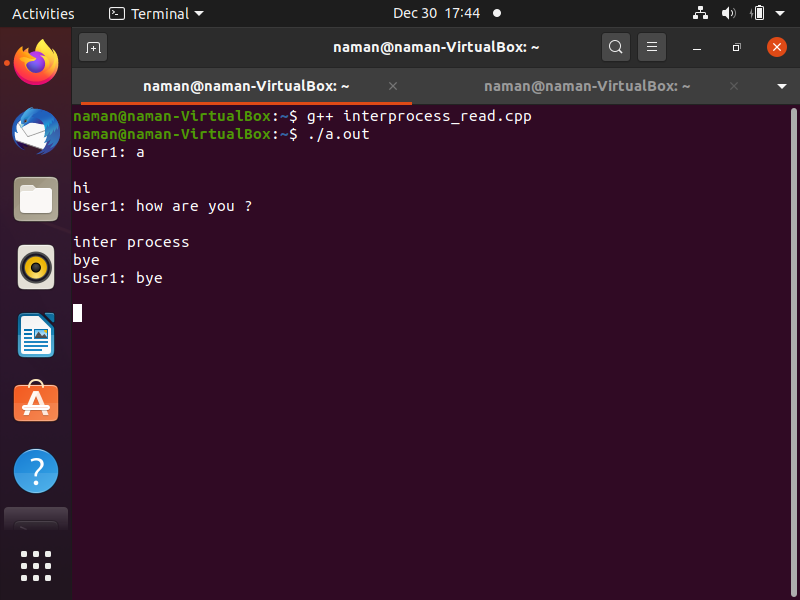 Activities Terminal Dec 30 17:44
naman@naman-VirtualBox: ~
naman@naman-VirtualBox: ~ naman@naman-VirtualBox: ~
naman@naman-VirtualBox:~$ g++ interprocess_read.cpp
naman@naman-VirtualBox:~$ ./a.out
User1: a
hi
User1: how are you ?
inter process
bye
User1: bye